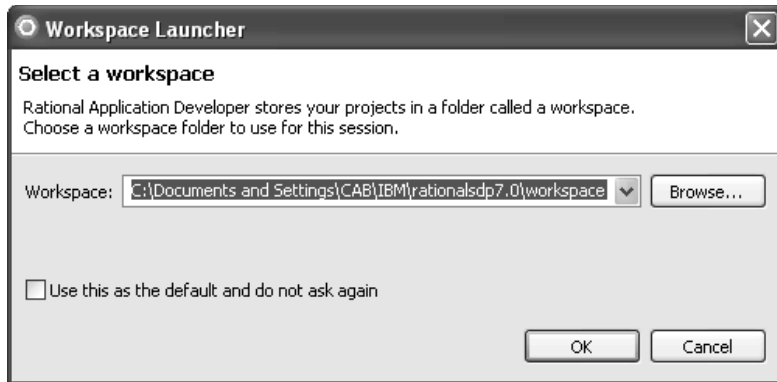 Workspace Launcher
Select a workspace
Rational Application Developer stores your projects in a folder called a workspace.
Choose a workspace folder to use for this session.
Workspace: C:\Documents and Settings\CAB\IBM\rationalsdp7.0\workspace Browse...
Use this as the default and do not ask again
OK Cancel